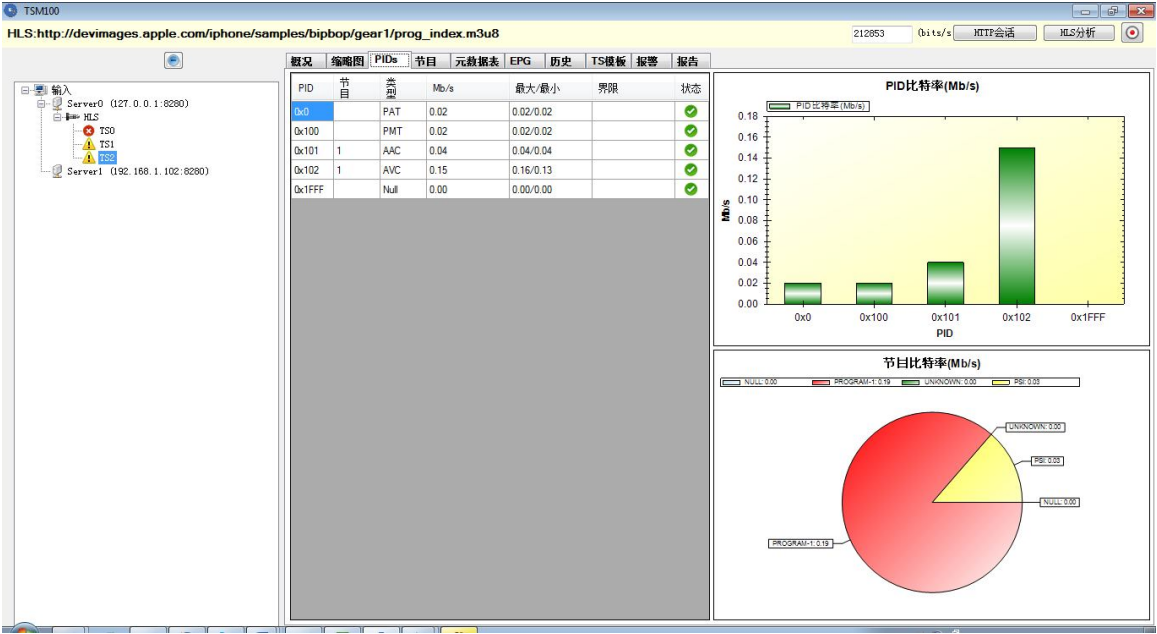 TSM100
HLS:http://devimages.apple.com/iphone/samples/bipbop/gear1/prog_index.m3u8
212853 (bits/s HTTP会话 HLS分析
概况 缩略图 PIDs 节目 元数据表 EPG 历史 TS模板 报警 报告
输入
Server0 (127.0.0.1:8280)
HLS
TS0
TS1
TS2
Server1 (192.168.1.102:8280)
PID 节目 类型 Mb/s 最大/最小 界限 状态
0x0 PAT 0.02 0.02/0.02
0x100 PMT 0.02 0.02/0.02
0x101 1 AAC 0.04 0.04/0.04
0x102 1 AVC 0.15 0.16/0.13
0x1FFF Null 0.00 0.00/0.00
PID比特率(Mb/s)
PID比特率(Mb/s)
Mb/s
0.18
0.16
0.14
0.12
0.10
0.08
0.06
0.04
0.02
0.00
0x0 0x100 0x101 0x102 0x1FFF
PID
节目比特率(Mb/s)
NULL: 0.00 PROGRAM-1: 0.19 UNKNOWN: 0.00 PSI: 0.03
UNKNOWN: 0.00
PSI: 0.03
NULL: 0.00
PROGRAM-1: 0.19